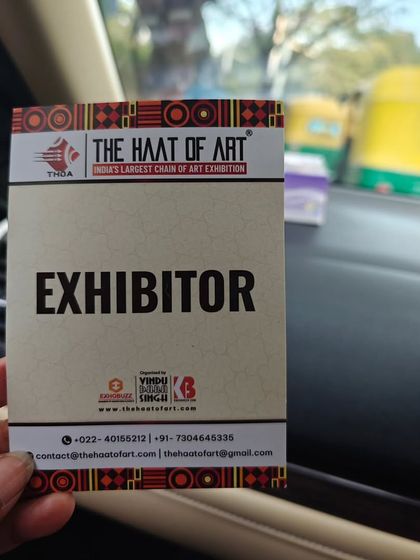 THE HAAT OF ART®
INDIA'S LARGEST CHAIN OF ART EXHIBITION
THOA
EXHIBITOR
Organised by
EXHOBUZZ
VINDU
DARA
SINGH
KB
www.thehaatofart.com
+022- 40155212 | +91- 7304645335
contact@thehaatofart.com | thehaatofart@gmail.com